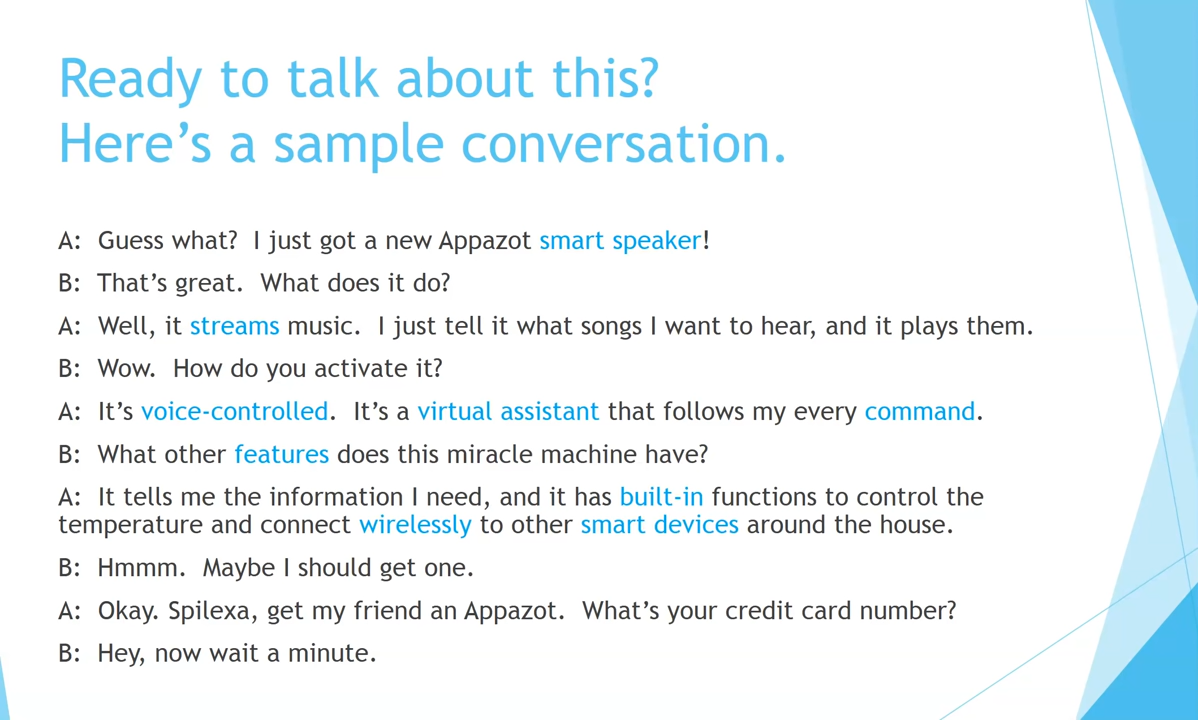 Ready to talk about this?
Here's a sample conversation.
A:  Guess what?  I just got a new Appazot smart speaker!
B:  That's great.  What does it do?
A:  Well, it streams music.  I just tell it what songs I want to hear, and it plays them.
B:  Wow.  How do you activate it?
A:  It's voice-controlled.  It's a virtual assistant that follows my every command.
B:  What other features does this miracle machine have?
A:  It tells me the information I need, and it has built-in functions to control the
temperature and connect wirelessly to other smart devices around the house.
B:  Hmmm.  Maybe I should get one.
A:  Okay. Spilexa, get my friend an Appazot.  What's your credit card number?
B:  Hey, now wait a minute.